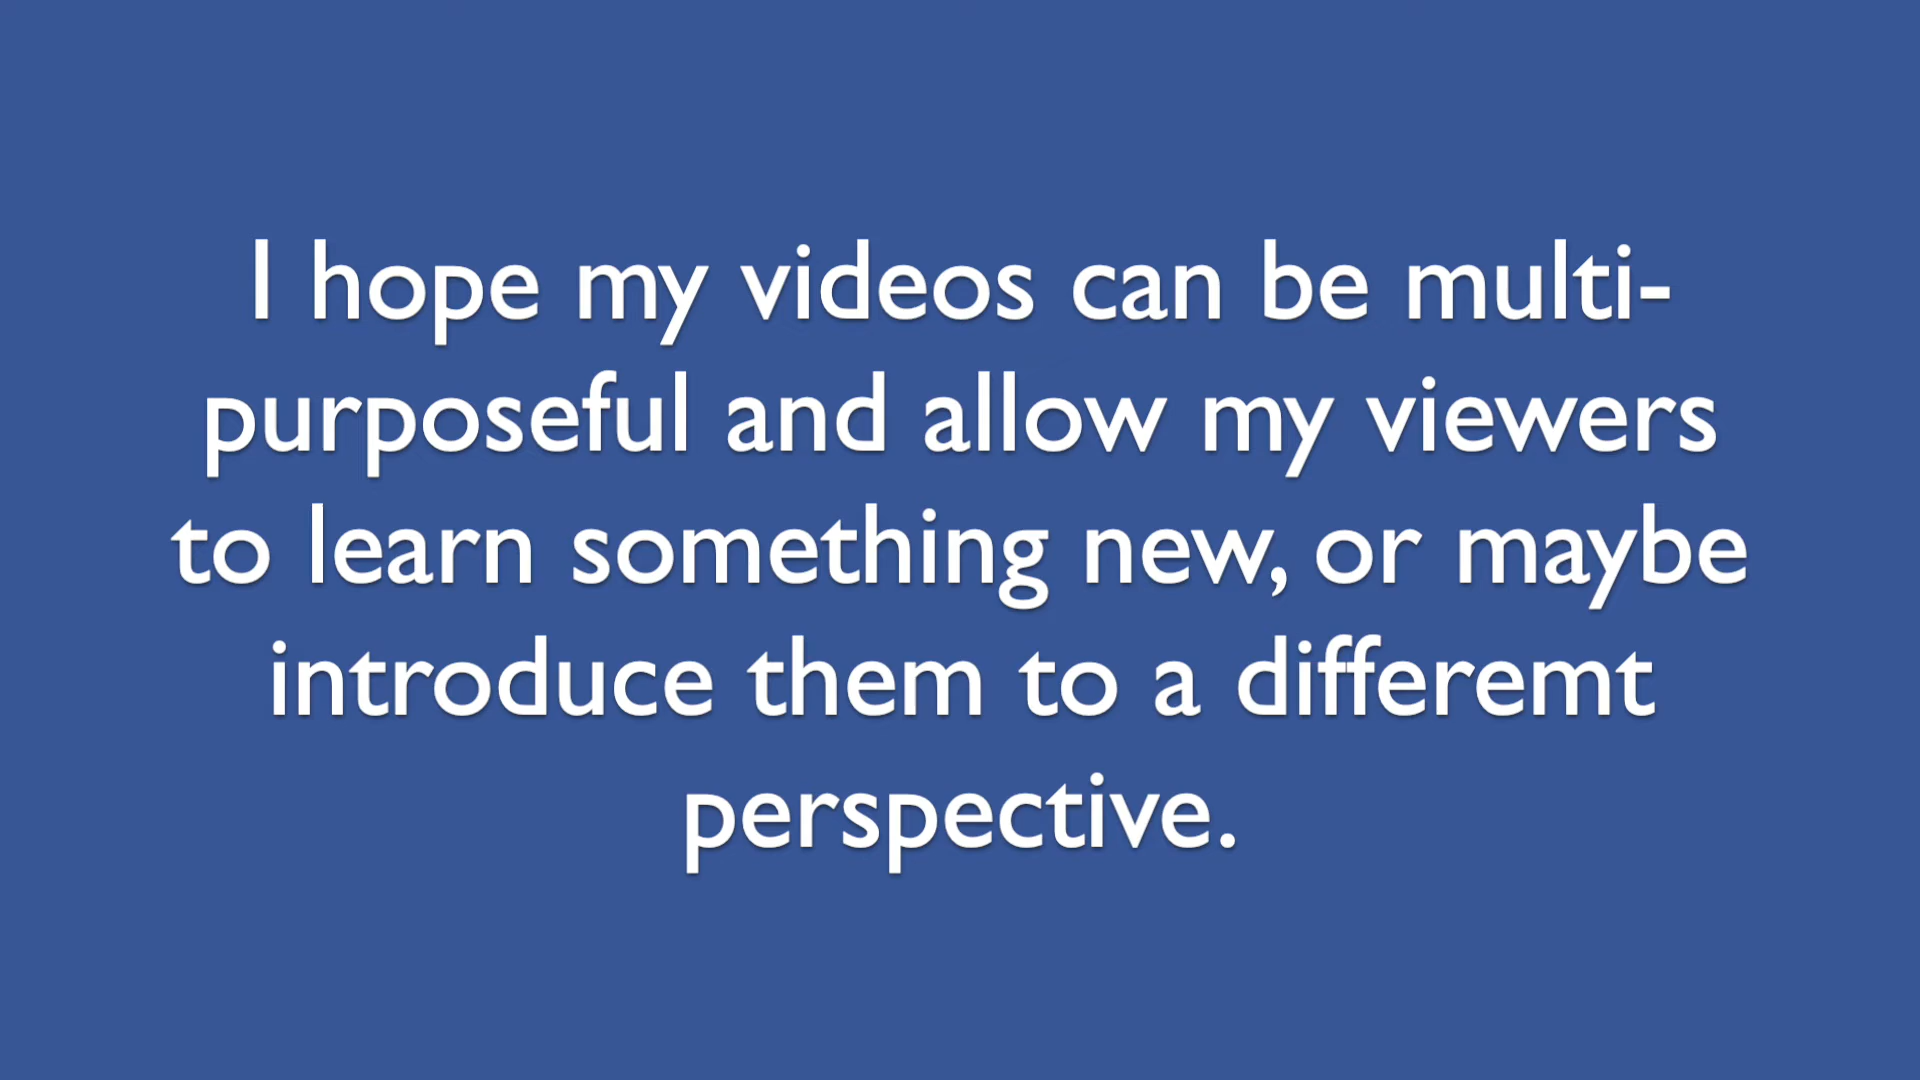 I hope my videos can be multi-
purposeful and allow my viewers
to learn something new, or maybe
introduce them to a differemt
perspective.